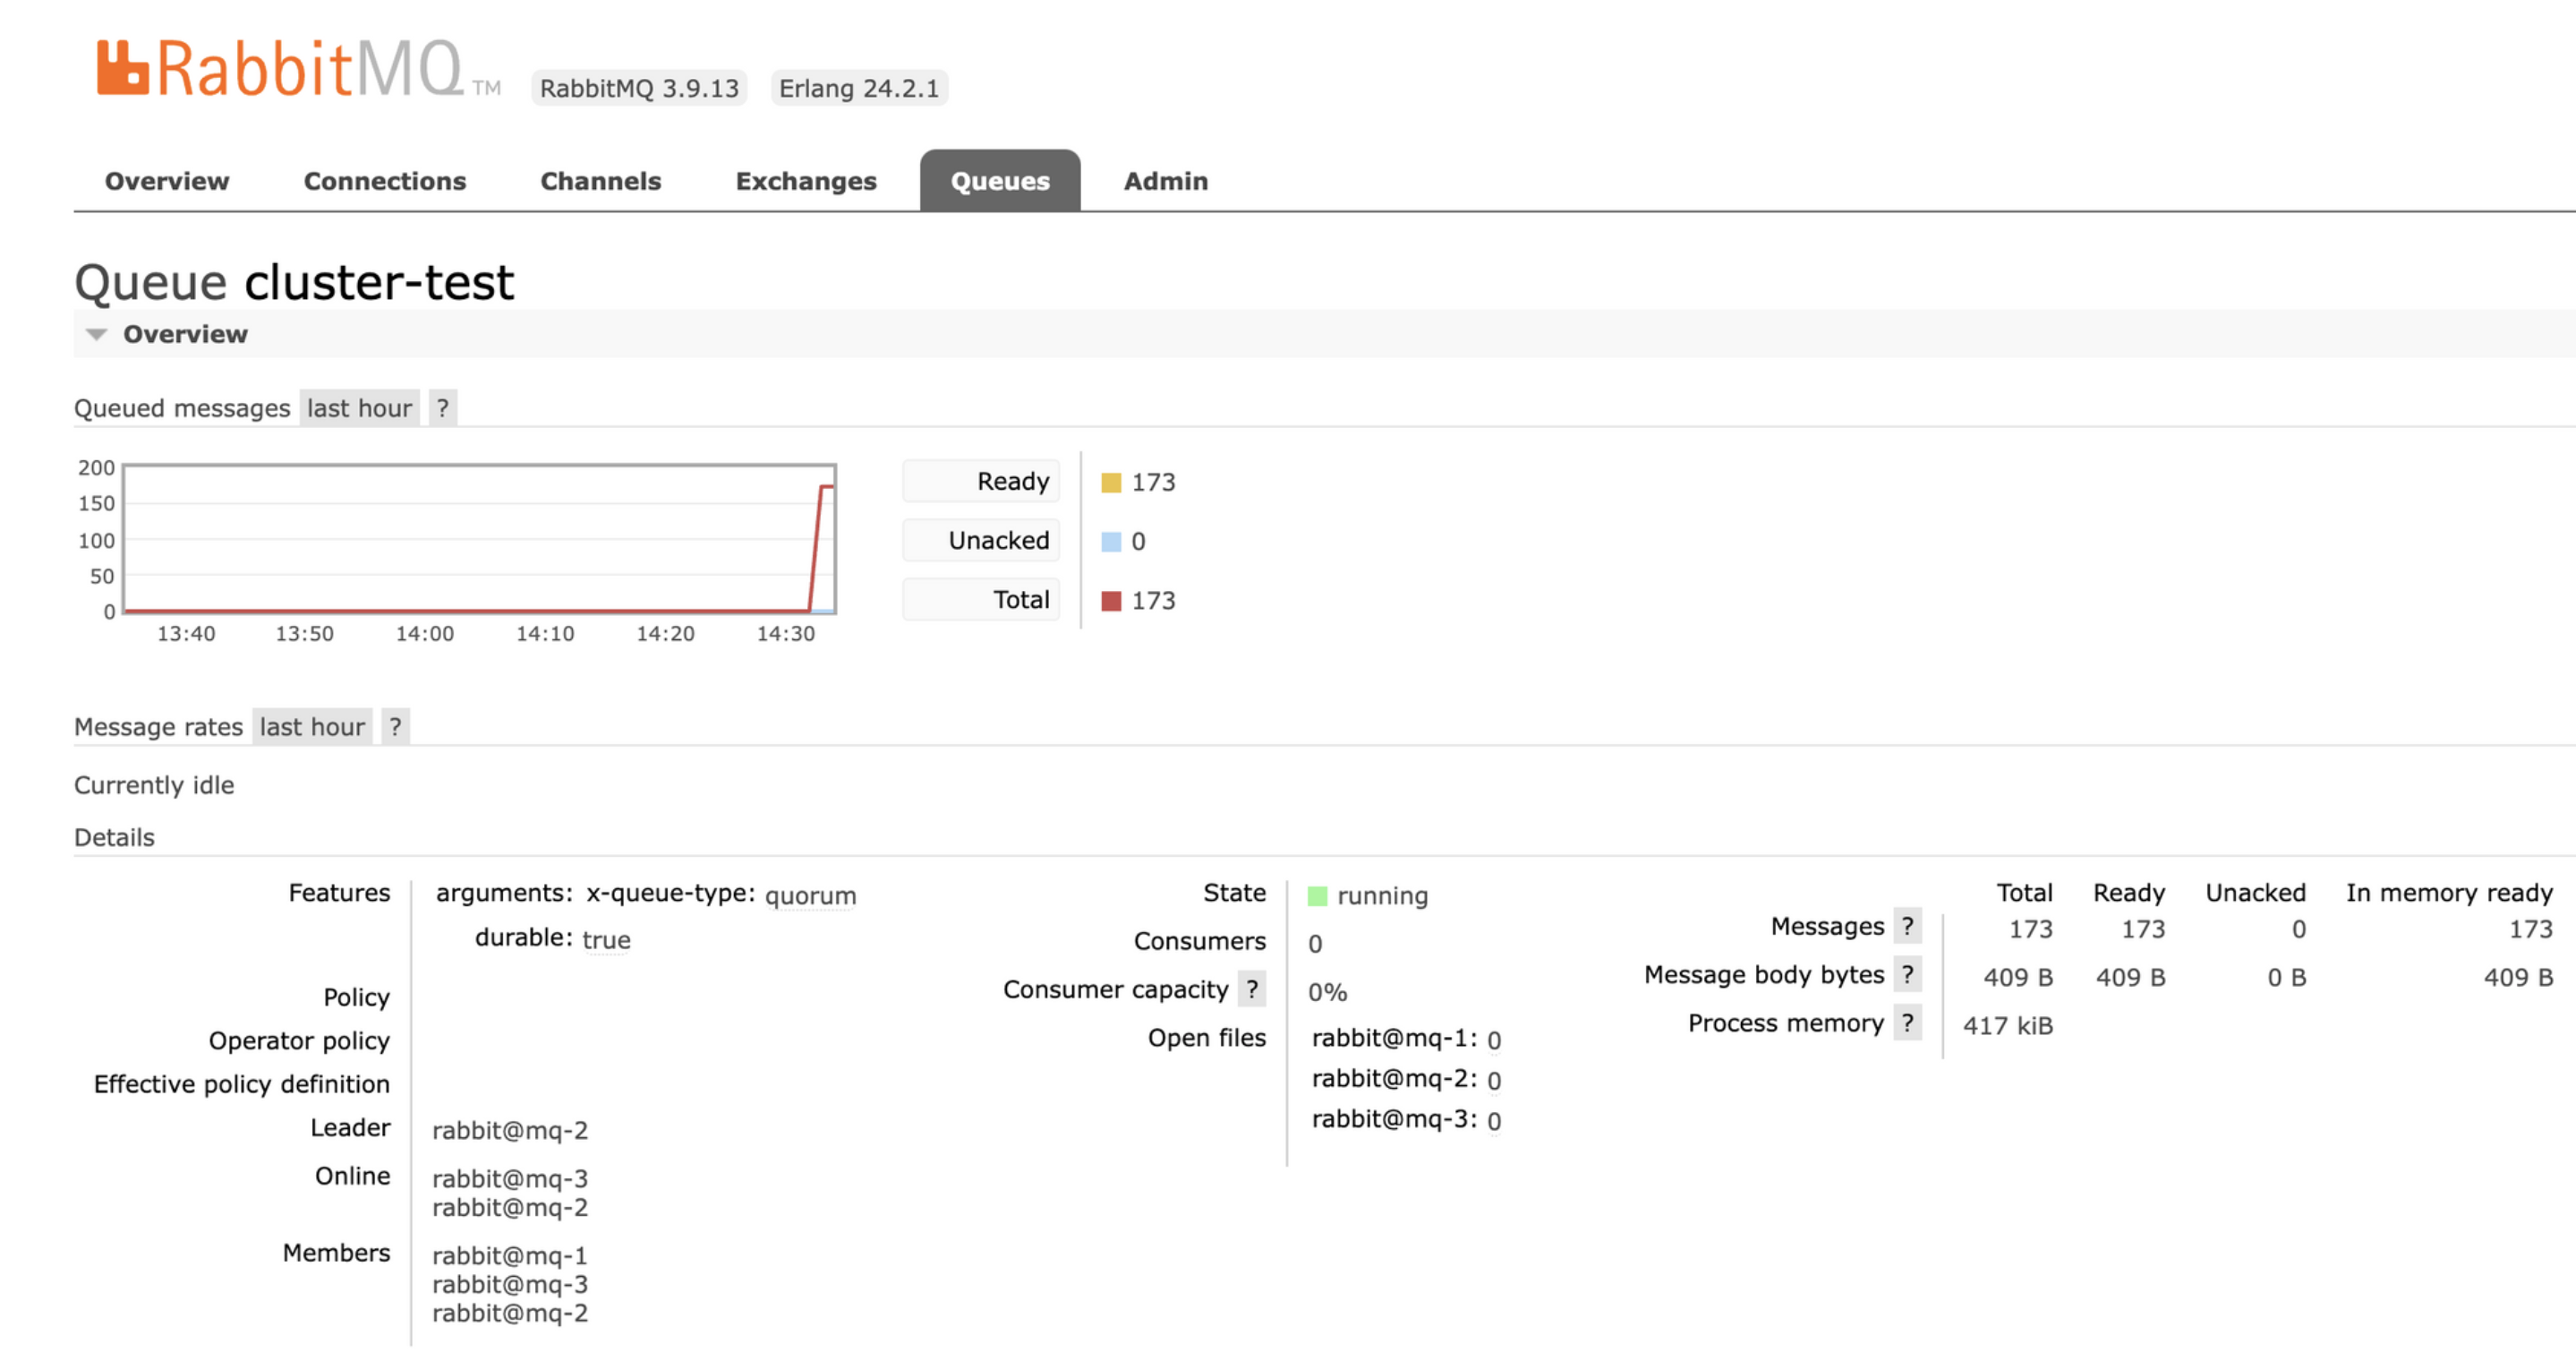 RabbitMQ TM RabbitMQ 3.9.13 Erlang 24.2.1
Overview Connections Channels Exchanges Queues Admin
Queue cluster-test
Overview
Queued messages last hour ?
200
150
100
50
0
13:40 13:50 14:00 14:10 14:20 14:30
Ready 173
Unacked 0
Total 173
Message rates last hour ?
Currently idle
Details
Features arguments: x-queue-type: quorum
durable: true
Policy
Operator policy
Effective policy definition
Leader rabbit@mq-2
Online rabbit@mq-3
rabbit@mq-2
Members rabbit@mq-1
rabbit@mq-3
rabbit@mq-2
State running
Consumers 0
Consumer capacity ? 0%
Open files rabbit@mq-1: 0
rabbit@mq-2: 0
rabbit@mq-3: 0
Total Ready Unacked In memory ready
Messages ? 173 173 0 173
Message body bytes ? 409 B 409 B 0 B 409 B
Process memory ? 417 kiB